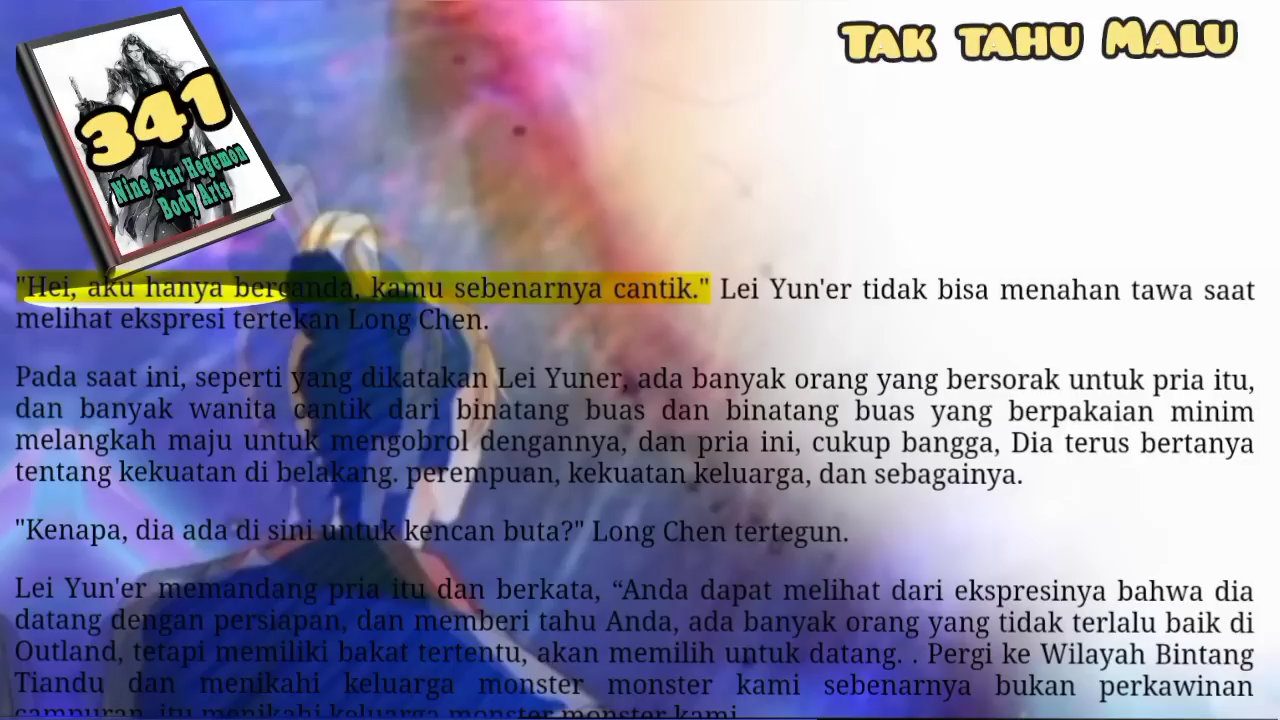 Tak tahu Malu
341
Nine Star Hegemon
Body Arts
"Hei, aku hanya bercanda, kamu sebenarnya cantik." Lei Yun'er tidak bisa menahan tawa saat
melihat ekspresi tertekan Long Chen.
Pada saat ini, seperti yang dikatakan Lei Yuner, ada banyak orang yang bersorak untuk pria itu,
dan banyak wanita cantik dari binatang buas dan binatang buas yang berpakaian minim
melangkah maju untuk mengobrol dengannya, dan pria ini, cukup bangga, Dia terus bertanya
tentang kekuatan di belakang. perempuan, kekuatan keluarga, dan sebagainya.
"Kenapa, dia ada di sini untuk kencan buta?" Long Chen tertegun.
Lei Yun'er memandang pria itu dan berkata, “Anda dapat melihat dari ekspresinya bahwa dia
datang dengan persiapan, dan memberi tahu Anda, ada banyak orang yang tidak terlalu baik di
Outland, tetapi memiliki bakat tertentu, akan memilih untuk datang. . Pergi ke Wilayah Bintang
Tiandu dan menikahi keluarga monster monster kami sebenarnya bukan perkawinan
campuran, itu menikahi keluarga monster monster kami